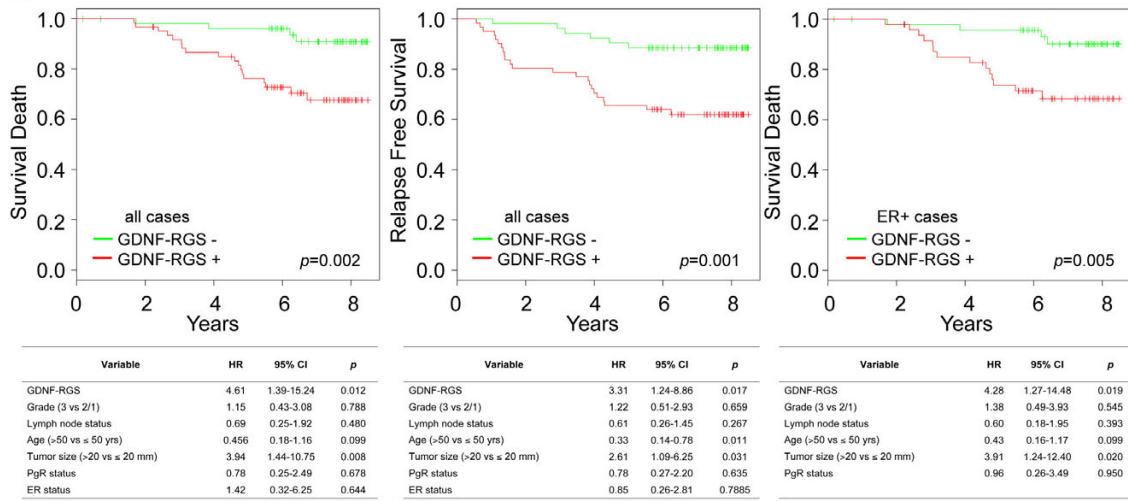 Survival Death
1.0
0.8
0.6
0.4
0.2
0.0
all cases
GDNF-RGS -
GDNF-RGS +
p=0.002
0 2 4 6 8
Years
Relapse Free Survival
1.0
0.8
0.6
0.4
0.2
0.0
all cases
GDNF-RGS -
GDNF-RGS +
p=0.001
0 2 4 6 8
Years
Survival Death
1.0
0.8
0.6
0.4
0.2
0.0
ER+ cases
GDNF-RGS -
GDNF-RGS +
p=0.005
0 2 4 6 8
Years
Variable HR 95% CI p
GDNF-RGS 4.61 1.39-15.24 0.012
Grade (3 vs 2/1) 1.15 0.43-3.08 0.788
Lymph node status 0.69 0.25-1.92 0.480
Age (>50 vs ≤ 50 yrs) 0.456 0.18-1.16 0.099
Tumor size (>20 vs ≤ 20 mm) 3.94 1.44-10.75 0.008
PgR status 0.78 0.25-2.49 0.678
ER status 1.42 0.32-6.25 0.644
Variable HR 95% CI p
GDNF-RGS 3.31 1.24-8.86 0.017
Grade (3 vs 2/1) 1.22 0.51-2.93 0.659
Lymph node status 0.61 0.26-1.45 0.267
Age (>50 vs ≤ 50 yrs) 0.33 0.14-0.78 0.011
Tumor size (>20 vs ≤ 20 mm) 2.61 1.09-6.25 0.031
PgR status 0.78 0.27-2.20 0.635
ER status 0.85 0.26-2.81 0.7885
Variable HR 95% CI p
GDNF-RGS 4.28 1.27-14.48 0.019
Grade (3 vs 2/1) 1.38 0.49-3.93 0.545
Lymph node status 0.60 0.18-1.95 0.393
Age (>50 vs ≤ 50 yrs) 0.43 0.16-1.17 0.099
Tumor size (>20 vs ≤ 20 mm) 3.91 1.24-12.40 0.020
PgR status 0.96 0.26-3.49 0.950